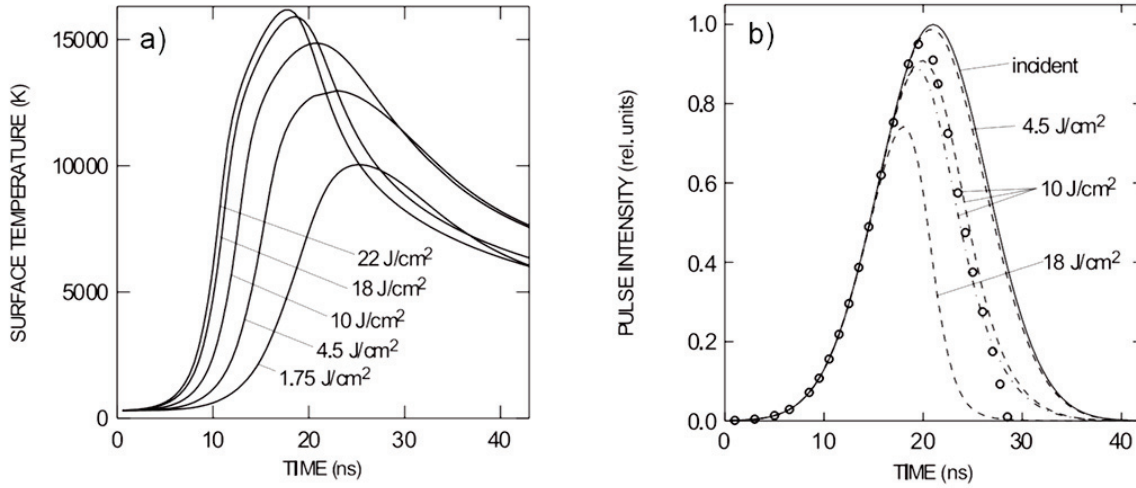 a)
SURFACE TEMPERATURE (K)
15000
10000
5000
0
22 J/cm²
18 J/cm²
10 J/cm²
4.5 J/cm²
1.75 J/cm²
0 10 20 30 40
TIME (ns)
b)
PULSE INTENSITY (rel. units)
1.0
0.8
0.6
0.4
0.2
0.0
incident
4.5 J/cm²
10 J/cm²
18 J/cm²
0 10 20 30 40
TIME (ns)